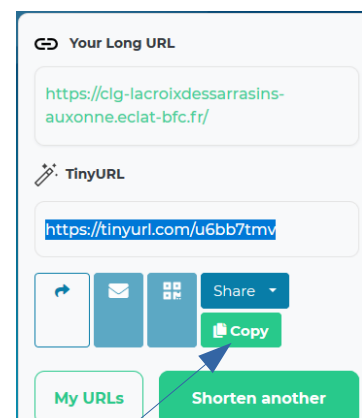 Your Long URL
https://clg-lacroixdessarrasins-
auxonne.eclat-bfc.fr/
TinyURL
https://tinyurl.com/u6bb7tmv
Share
Copy
My URLs
Shorten another